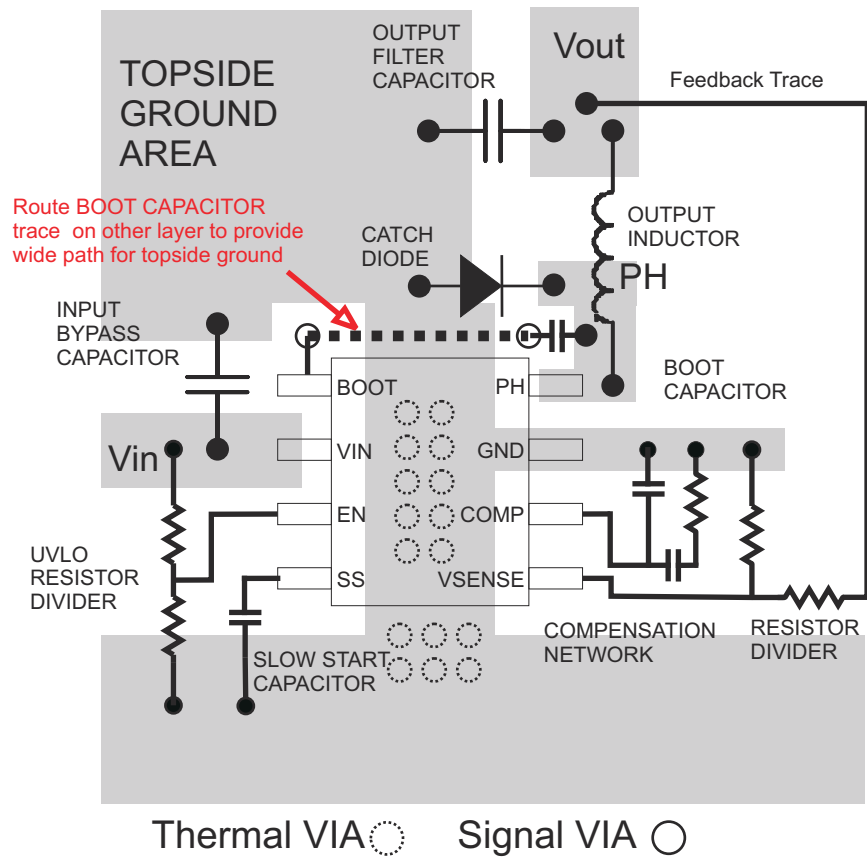 TOPSIDE
GROUND
AREA
OUTPUT
FILTER
CAPACITOR
Vout
Feedback Trace
Route BOOT CAPACITOR
trace on other layer to provide
wide path for topside ground
CATCH
DIODE
OUTPUT
INDUCTOR
PH
INPUT
BYPASS
CAPACITOR
BOOT
CAPACITOR
BOOT
PH
Vin
VIN
GND
EN
COMP
UVLO
RESISTOR
DIVIDER
SS
VSENSE
SLOW START
CAPACITOR
COMPENSATION
NETWORK
RESISTOR
DIVIDER
Thermal VIA
Signal VIA